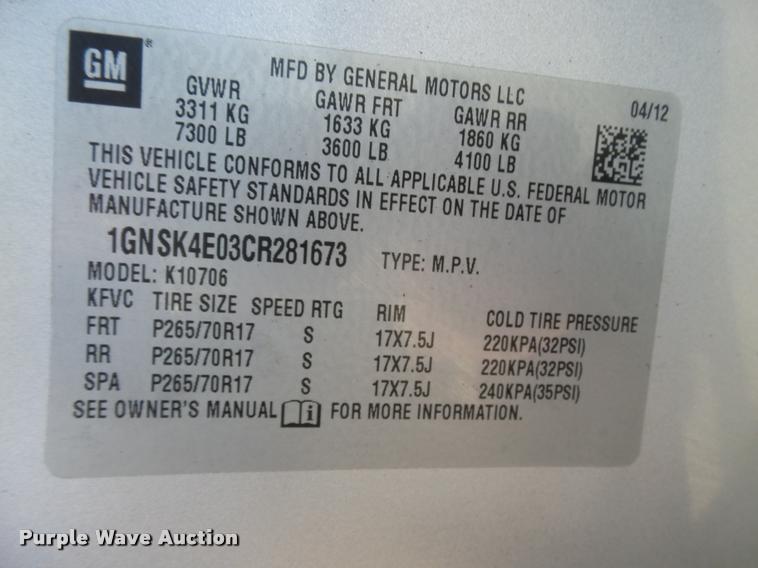 GM
MFD BY GENERAL MOTORS LLC
04/12
GVWR GAWR FRT GAWR RR
3311 KG 1633 KG 1860 KG
7300 LB 3600 LB 4100 LB
THIS VEHICLE CONFORMS TO ALL APPLICABLE U.S. FEDERAL MOTOR
VEHICLE SAFETY STANDARDS IN EFFECT ON THE DATE OF
MANUFACTURE SHOWN ABOVE.
1GNSK4E03CR281673 TYPE: M.P.V.
MODEL: K10706
KFVC TIRE SIZE SPEED RTG RIM COLD TIRE PRESSURE
FRT P265/70R17 S 17X7.5J 220KPA(32PSI)
RR P265/70R17 S 17X7.5J 220KPA(32PSI)
SPA P265/70R17 S 17X7.5J 240KPA(35PSI)
SEE OWNER'S MANUAL i FOR MORE INFORMATION.
Purple Wave Auction